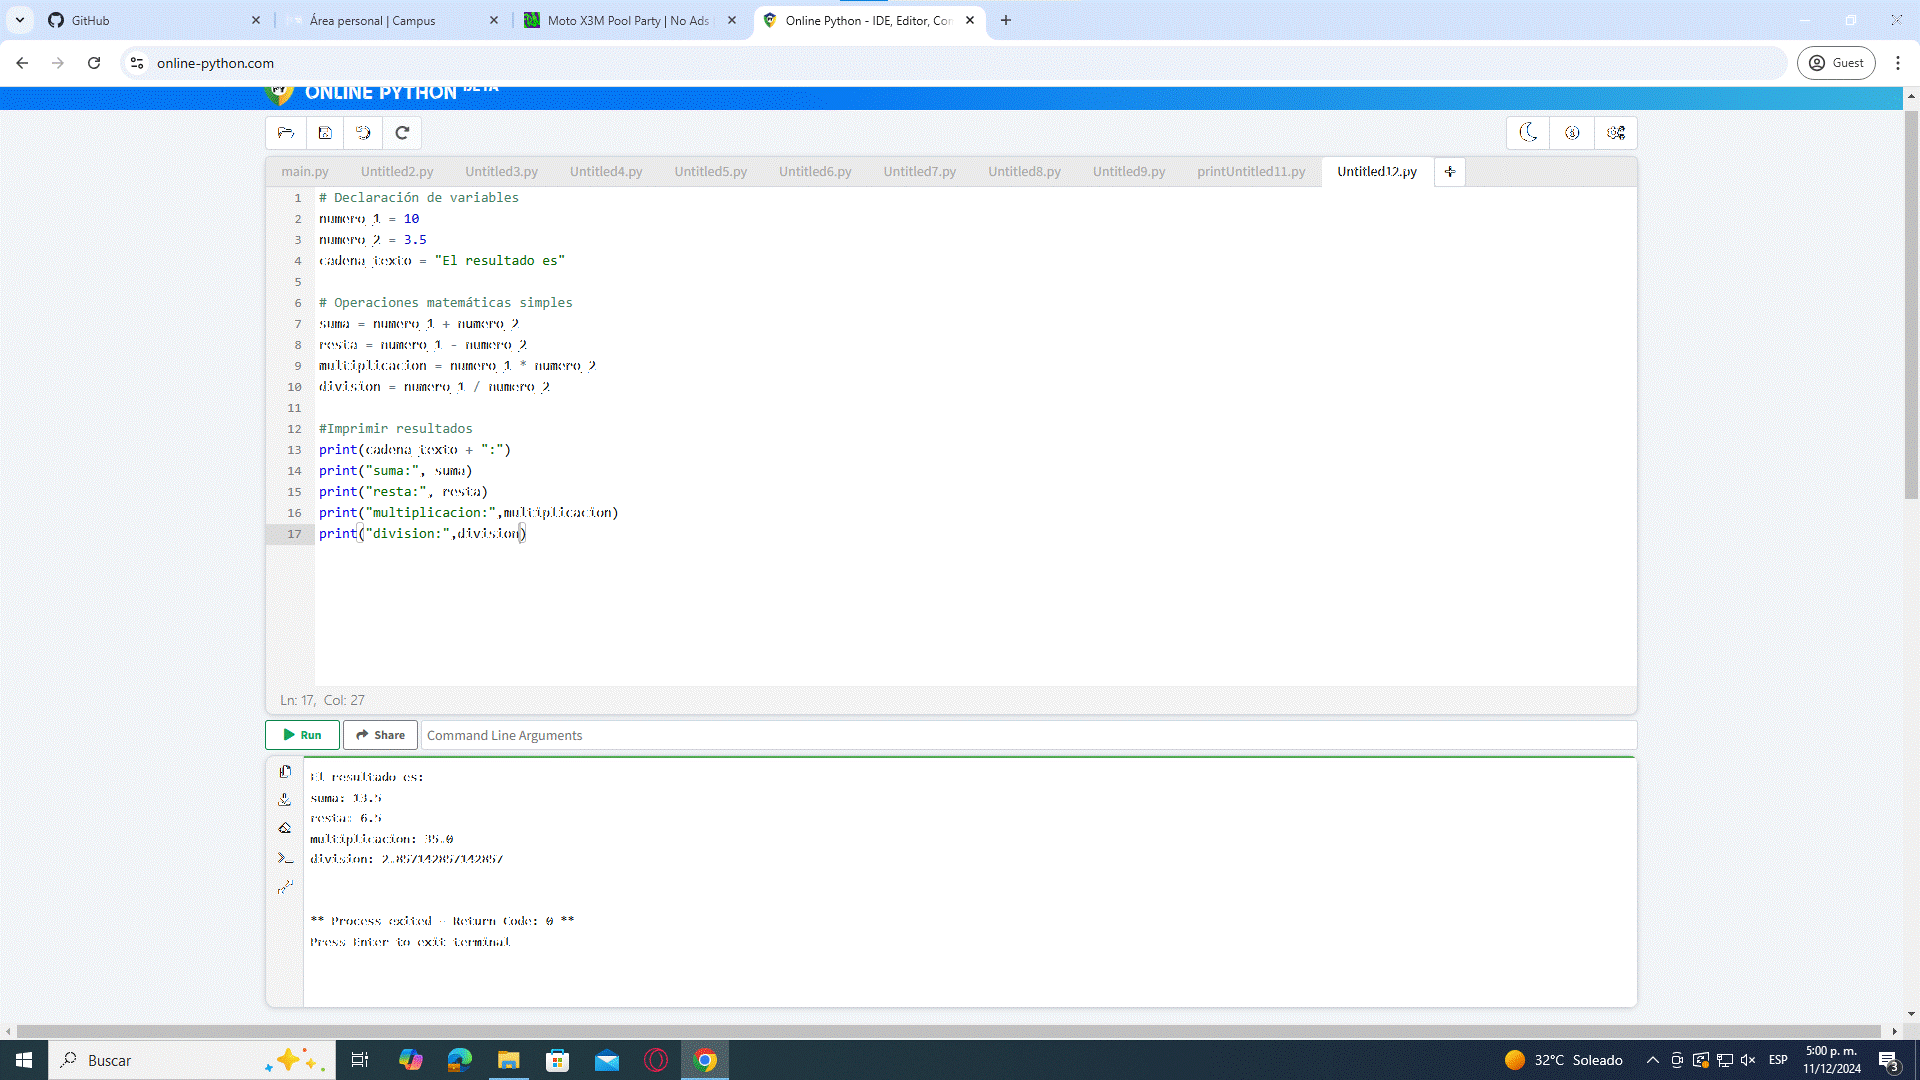 GitHub
Área personal | Campus
Moto X3M Pool Party | No Ads
Online Python - IDE, Editor, Con
online-python.com
Guest
ONLINE PYTHON BETA
main.py
Untitled2.py
Untitled3.py
Untitled4.py
Untitled5.py
Untitled6.py
Untitled7.py
Untitled8.py
Untitled9.py
printUntitled11.py
Untitled12.py
1 # Declaración de variables
2 numero_1 = 10
3 numero_2 = 3.5
4 cadena_texto = "El resultado es"
5
6 # Operaciones matemáticas simples
7 suma = numero_1 + numero_2
8 resta = numero_1 - numero_2
9 multiplicacion = numero_1 * numero_2
10 division = numero_1 / numero_2
11
12 #Imprimir resultados
13 print(cadena_texto + ":")
14 print("suma:", suma)
15 print("resta:", resta)
16 print("multiplicacion:",multiplicacion)
17 print("division:",division)
Ln: 17, Col: 27
Run
Share
Command Line Arguments
El resultado es:
suma: 13.5
resta: 6.5
multiplicacion: 35.0
division: 2.857142857142857
** Process exited - Return Code: 0 **
Press Enter to exit terminal
Buscar
32°C Soleado
ESP
5:00 p. m.
11/12/2024
3